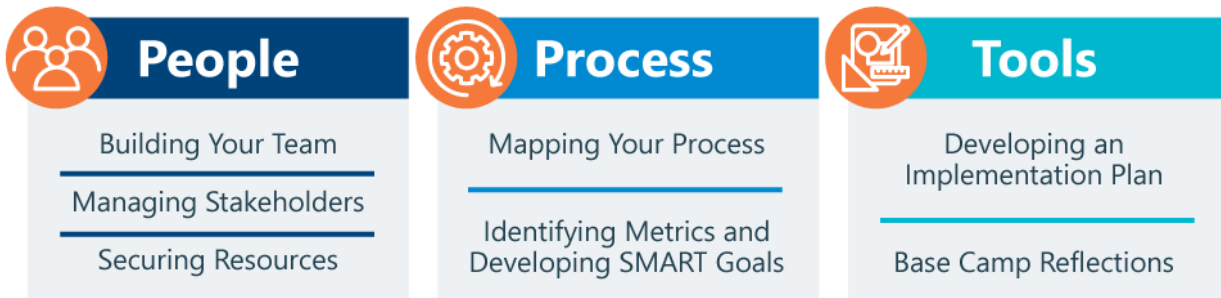 People
Building Your Team
Managing Stakeholders
Securing Resources
Process
Mapping Your Process
Identifying Metrics and
Developing SMART Goals
Tools
Developing an
Implementation Plan
Base Camp Reflections